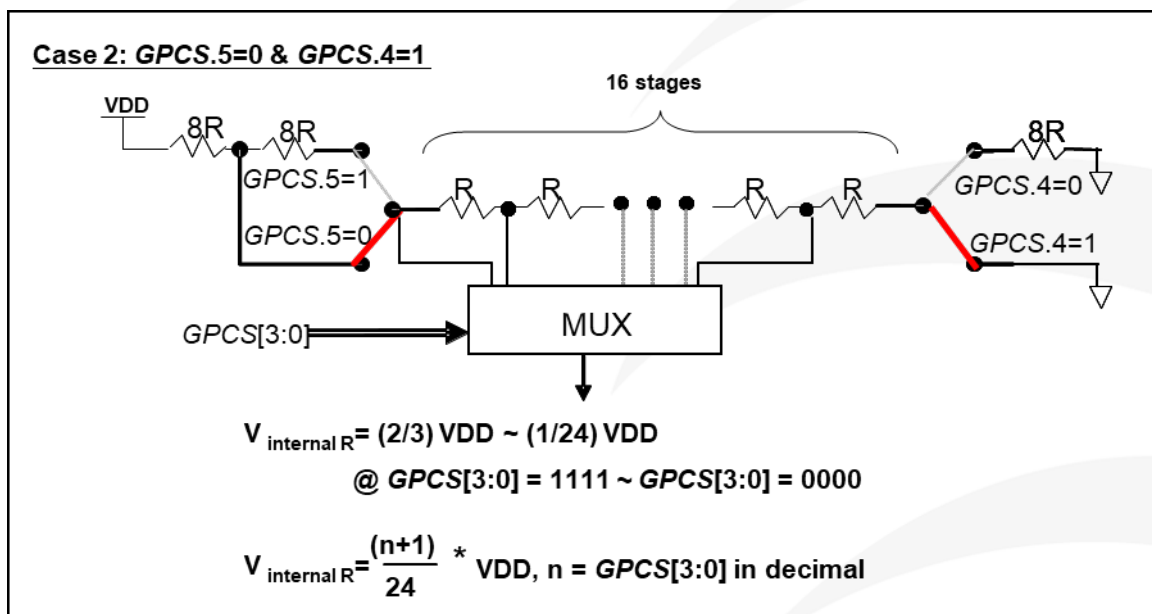 Case 2: GPCS.5=0 & GPCS.4=1
16 stages
VDD
8R 8R 8R
GPCS.5=1 R R R R GPCS.4=0
GPCS.5=0 GPCS.4=1
MUX
GPCS[3:0]
V internal R = (2/3) VDD ~ (1/24) VDD
@ GPCS[3:0] = 1111 ~ GPCS[3:0] = 0000
V internal R = (n+1)/24 * VDD, n = GPCS[3:0] in decimal